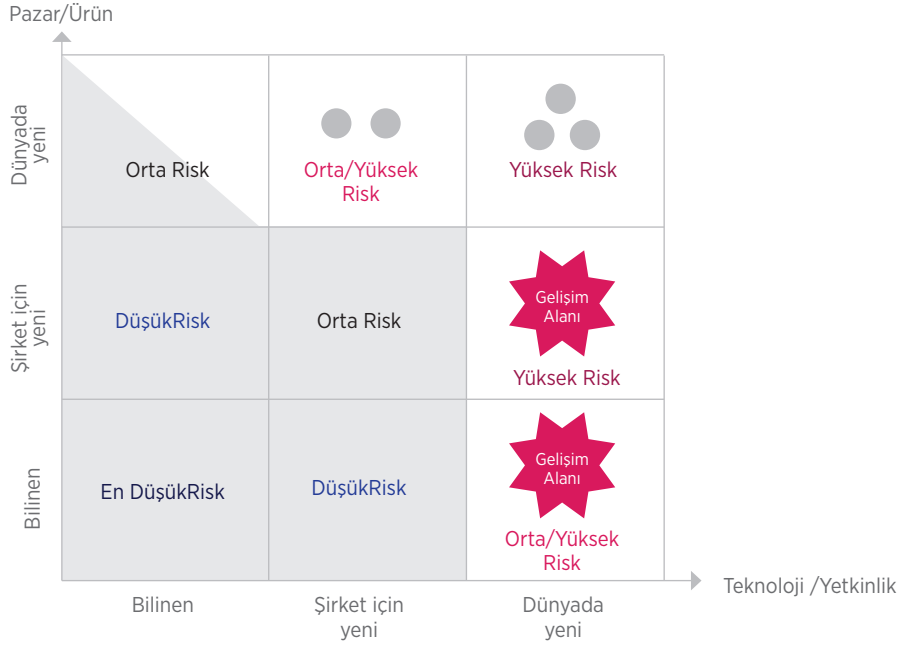 Pazar/Ürün
Dünyada
yeni
Orta Risk
Orta/Yüksek
Risk
Yüksek Risk
Şirket için
yeni
DüşükRisk
Orta Risk
Gelişim
Alanı
Yüksek Risk
Bilinen
En DüşükRisk
DüşükRisk
Gelişim
Alanı
Orta/Yüksek
Risk
Teknoloji /Yetkinlik
Bilinen
Şirket için
yeni
Dünyada
yeni